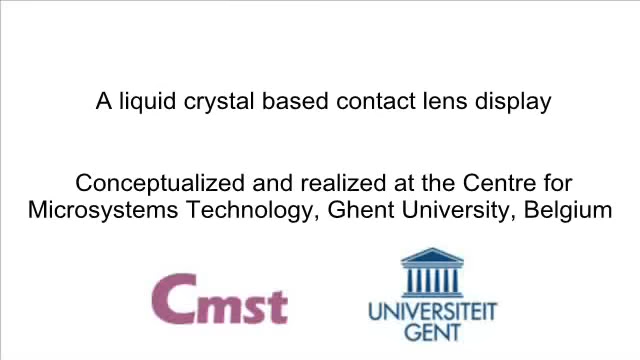 A liquid crystal based contact lens display
Conceptualized and realized at the Centre for
Microsystems Technology, Ghent University, Belgium
Cmst
UNIVERSITEIT
GENT